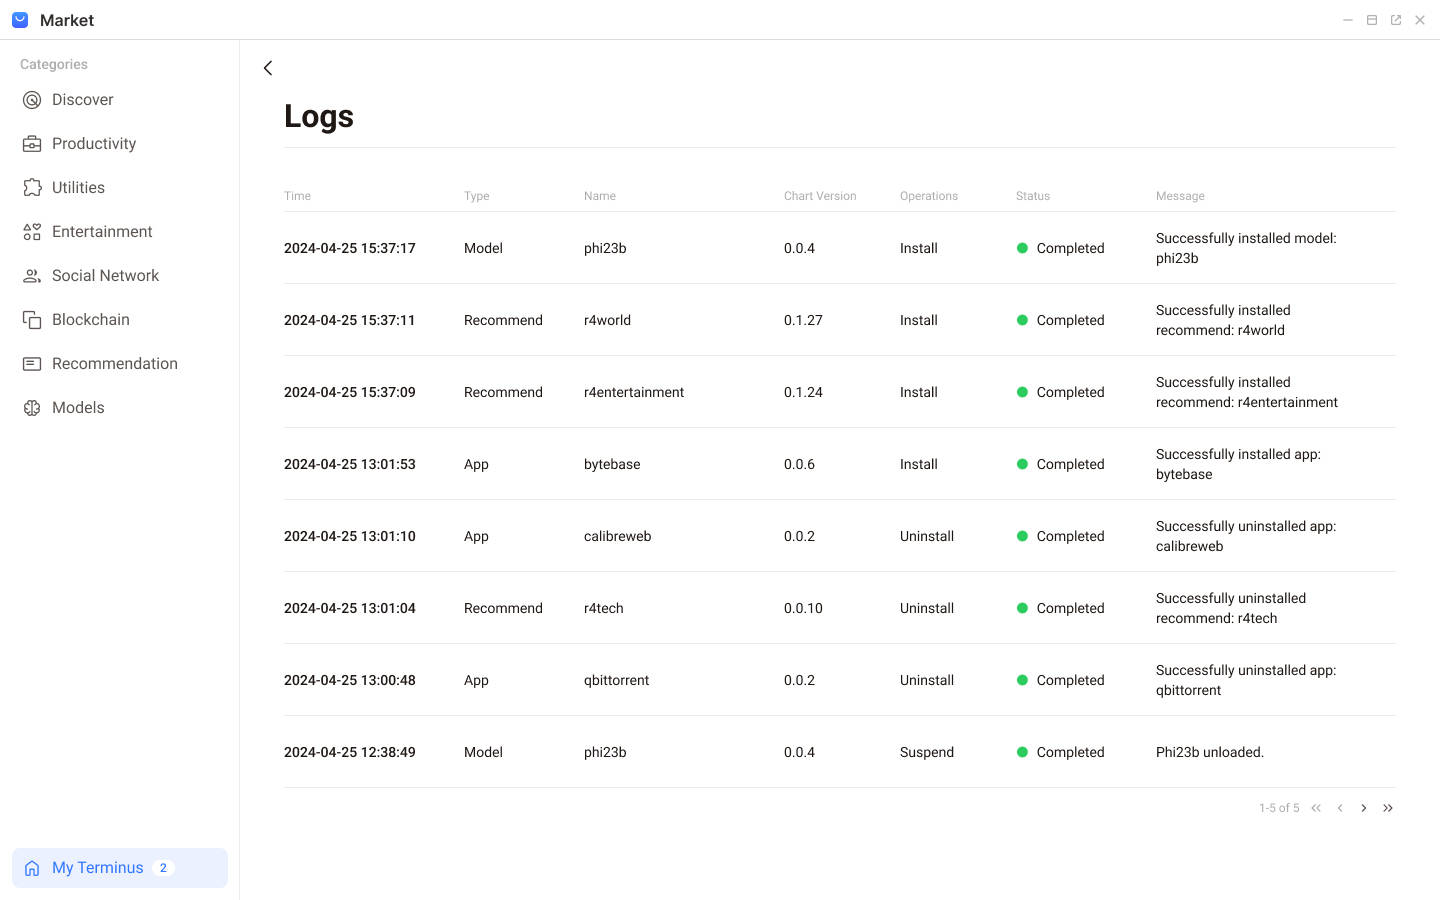 Market
Categories
Discover
Productivity
Utilities
Entertainment
Social Network
Blockchain
Recommendation
Models
My Terminus 2
Logs
Time Type Name Chart Version Operations Status Message
2024-04-25 15:37:17 Model phi23b 0.0.4 Install Completed Successfully installed model:
phi23b
2024-04-25 15:37:11 Recommend r4world 0.1.27 Install Completed Successfully installed
recommend: r4world
2024-04-25 15:37:09 Recommend r4entertainment 0.1.24 Install Completed Successfully installed
recommend: r4entertainment
2024-04-25 13:01:53 App bytebase 0.0.6 Install Completed Successfully installed app:
bytebase
2024-04-25 13:01:10 App calibreweb 0.0.2 Uninstall Completed Successfully uninstalled app:
calibreweb
2024-04-25 13:01:04 Recommend r4tech 0.0.10 Uninstall Completed Successfully uninstalled
recommend: r4tech
2024-04-25 13:00:48 App qbittorrent 0.0.2 Uninstall Completed Successfully uninstalled app:
qbittorrent
2024-04-25 12:38:49 Model phi23b 0.0.4 Suspend Completed Phi23b unloaded.
1-5 of 5